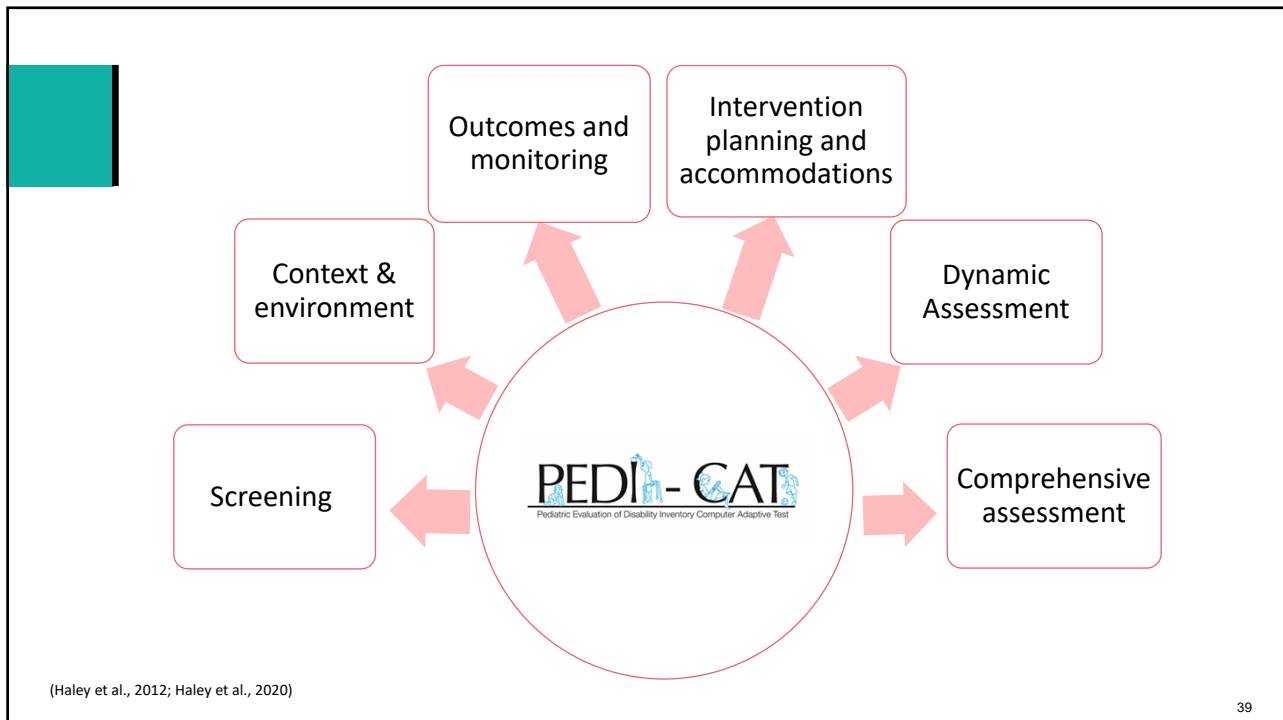 Outcomes and
monitoring
Intervention
planning and
accommodations
Context &
environment
Dynamic
Assessment
Screening
PEDI - CAT
Pediatric Evaluation of Disability Inventory Computer Adaptive Test
Comprehensive
assessment
(Haley et al., 2012; Haley et al., 2020)
39